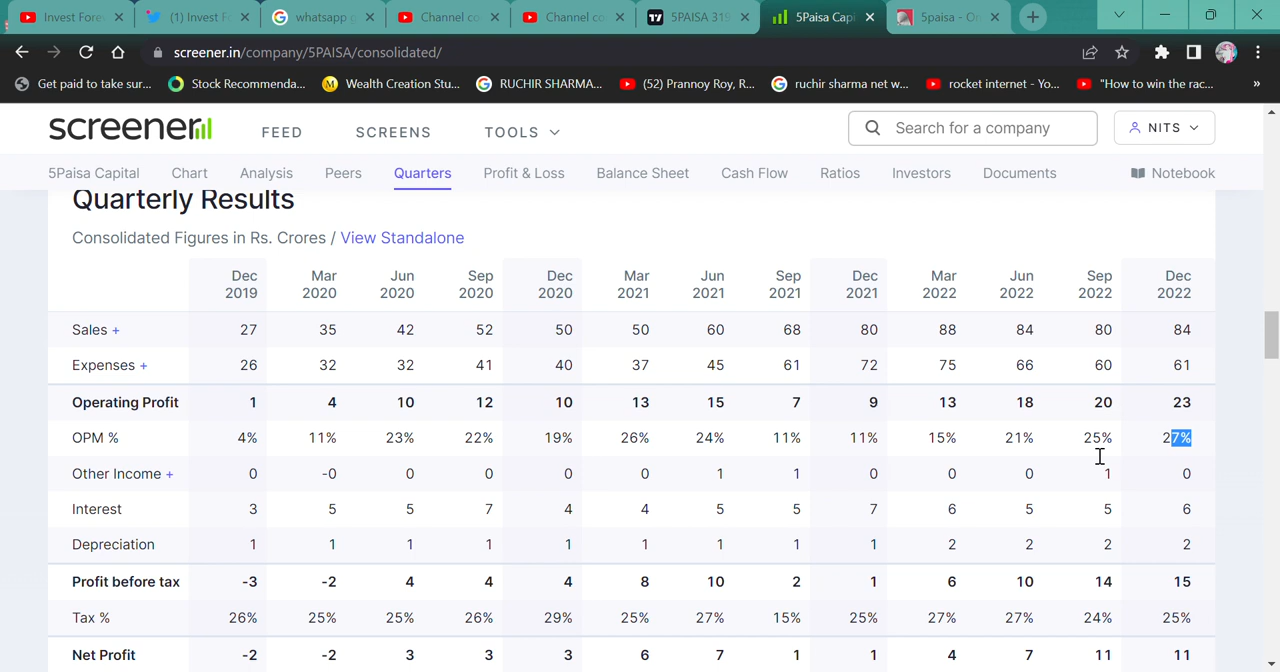 Invest Fores
(1) Invest Fo
whatsapp g
Channel co
Channel co
5PAISA 319
5Paisa Capi
5paisa - On
screener.in/company/5PAISA/consolidated/
Get paid to take sur...
Stock Recommenda...
Wealth Creation Stu...
RUCHIR SHARMA...
(52) Prannoy Roy, R...
ruchir sharma net w...
rocket internet - Yo...
"How to win the rac...
»
screener
FEED
SCREENS
TOOLS
Search for a company
NITS
5Paisa Capital
Chart
Analysis
Peers
Quarters
Profit & Loss
Balance Sheet
Cash Flow
Ratios
Investors
Documents
Notebook
Quarterly Results
Consolidated Figures in Rs. Crores / View Standalone
Dec 2019 Mar 2020 Jun 2020 Sep 2020 Dec 2020 Mar 2021 Jun 2021 Sep 2021 Dec 2021 Mar 2022 Jun 2022 Sep 2022 Dec 2022
Sales + 27 35 42 52 50 50 60 68 80 88 84 80 84
Expenses + 26 32 32 41 40 37 45 61 72 75 66 60 61
Operating Profit 1 4 10 12 10 13 15 7 9 13 18 20 23
OPM % 4% 11% 23% 22% 19% 26% 24% 11% 11% 15% 21% 25% 27%
Other Income + 0 -0 0 0 0 0 1 1 0 0 0 1 0
Interest 3 5 5 7 4 4 5 5 7 6 5 5 6
Depreciation 1 1 1 1 1 1 1 1 1 2 2 2 2
Profit before tax -3 -2 4 4 4 8 10 2 1 6 10 14 15
Tax % 26% 25% 25% 26% 29% 25% 27% 15% 25% 27% 27% 24% 25%
Net Profit -2 -2 3 3 3 6 7 1 1 4 7 11 11